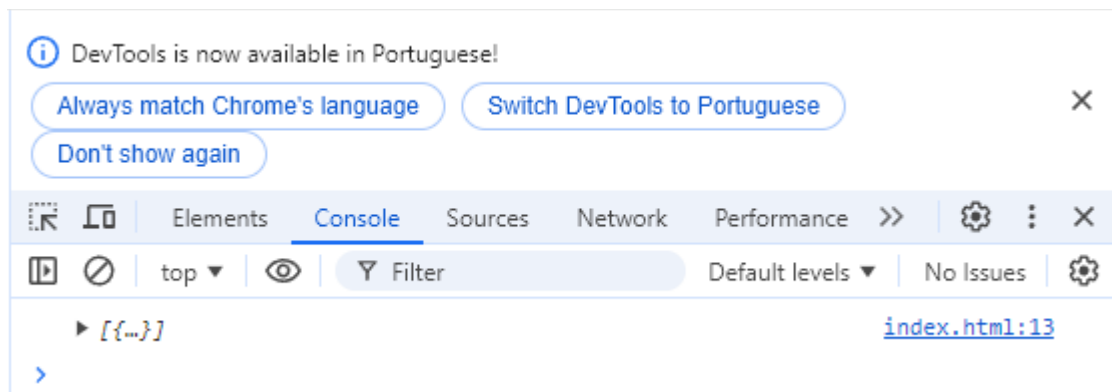 DevTools is now available in Portuguese!
Always match Chrome's language Switch DevTools to Portuguese
Don't show again
Elements Console Sources Network Performance
top Filter Default levels No Issues
[{…}] index.html:13